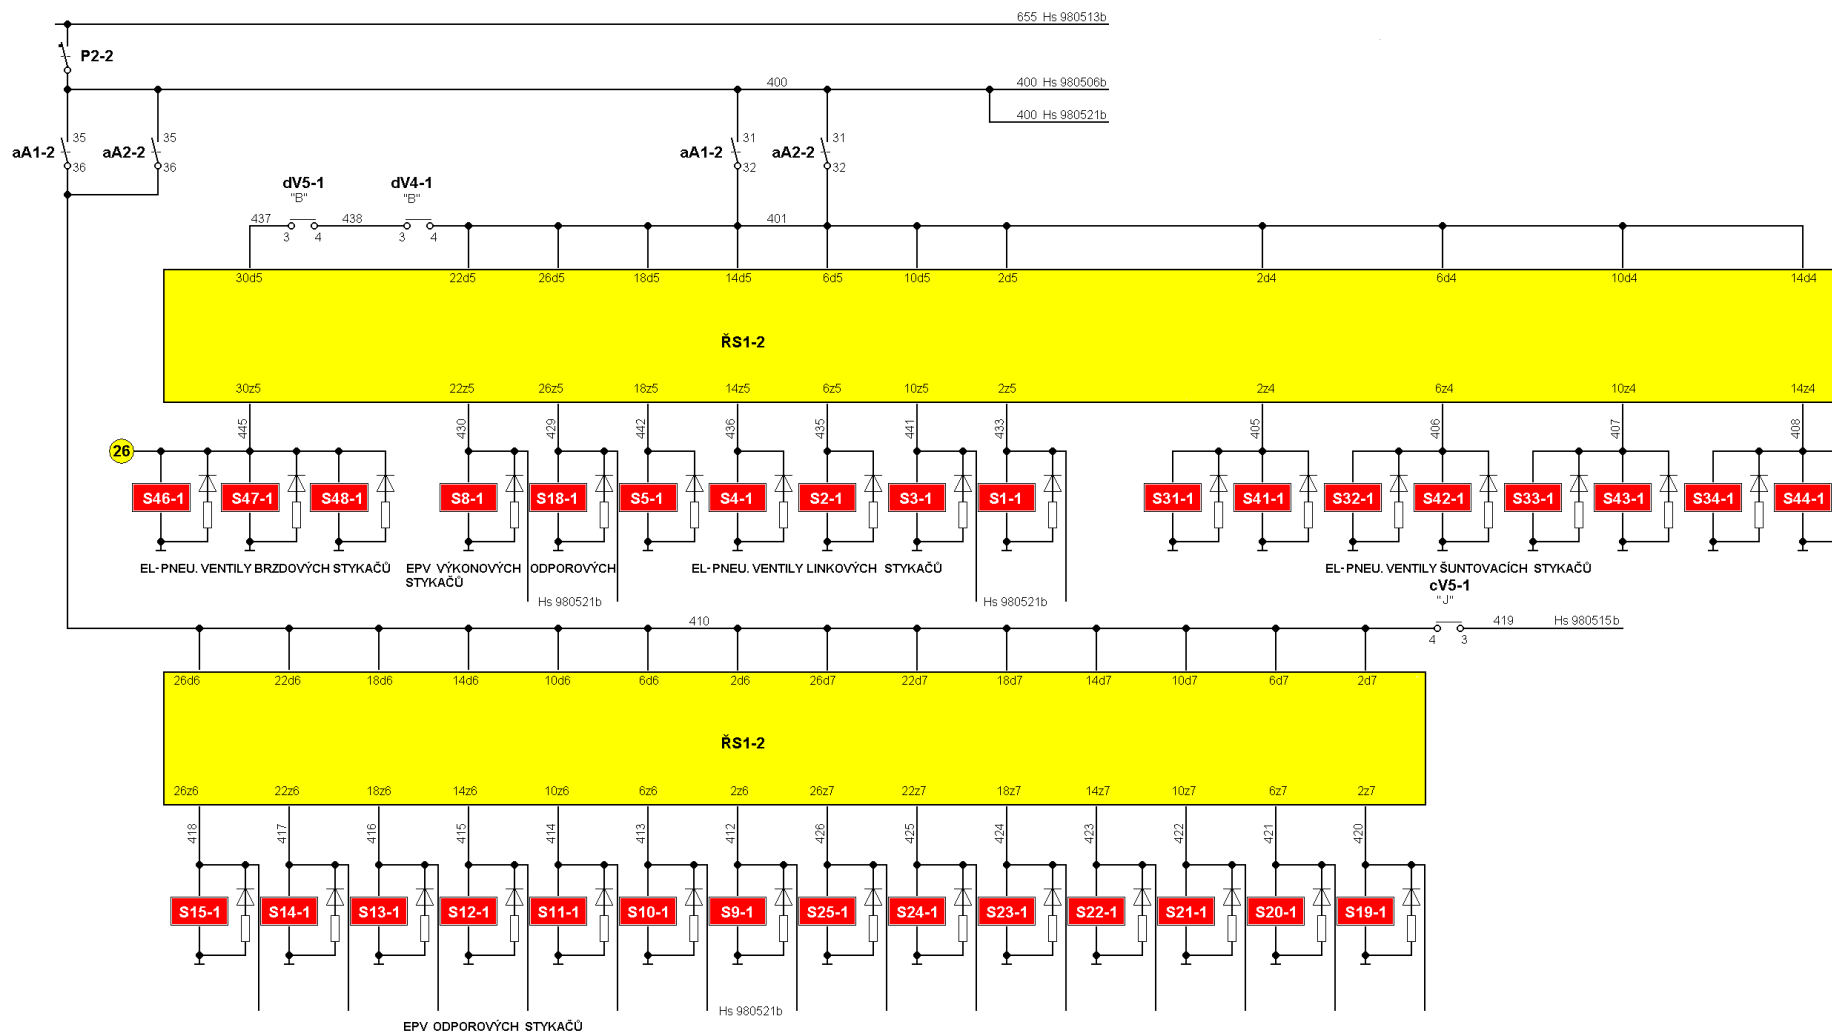 655 Hs 980513b
P2-2
400
400 Hs 980506b
400 Hs 980521b
aA1-2 35 36
aA2-2 35 36
aA1-2 31 32
aA2-2 31 32
dV5-1
"B"
dV4-1
"B"
437 3 4 438 3 4 401
30d5 22d5 26d5 18d5 14d5 6d5 10d5 2d5 2d4 6d4 10d4 14d4
ŘS1-2
30z5 22z5 26z5 18z5 14z5 6z5 10z5 2z5 2z4 6z4 10z4 14z4
445 430 429 442 436 435 441 433 405 406 407 408
26
S46-1 S47-1 S48-1 S8-1 S18-1 S5-1 S4-1 S2-1 S3-1 S1-1 S31-1 S41-1 S32-1 S42-1 S33-1 S43-1 S34-1 S44-1
EL-PNEU. VENTILY BRZDOVÝCH STYKAČŮ
EPV VÝKONOVÝCH
STYKAČŮ
ODPOROVÝCH
EL-PNEU. VENTILY LINKOVÝCH STYKAČŮ
EL-PNEU. VENTILY ŠUNTOVACÍCH STYKAČŮ
cV5-1
"J"
Hs 980521b
Hs 980521b
410
4 3 419 Hs 980515b
26d6 22d6 18d6 14d6 10d6 6d6 2d6 26d7 22d7 18d7 14d7 10d7 6d7 2d7
ŘS1-2
26z6 22z6 18z6 14z6 10z6 6z6 2z6 26z7 22z7 18z7 14z7 10z7 6z7 2z7
418 417 416 415 414 413 412 426 425 424 423 422 421 420
S15-1 S14-1 S13-1 S12-1 S11-1 S10-1 S9-1 S25-1 S24-1 S23-1 S22-1 S21-1 S20-1 S19-1
Hs 980521b
EPV ODPOROVÝCH STYKAČŮ